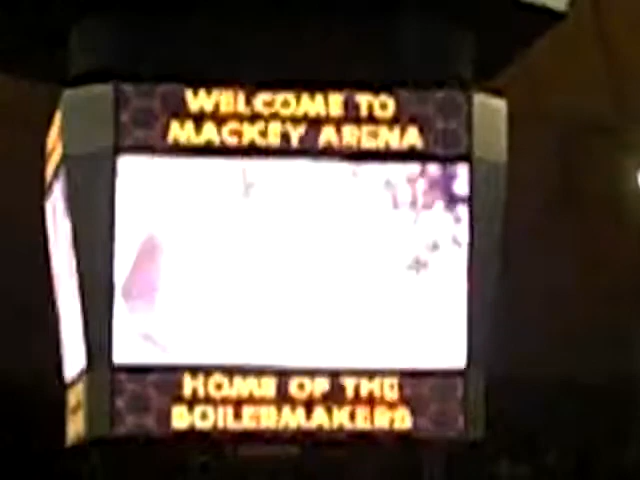 WELCOME TO
MACKEY ARENA
HOME OF THE
BOILERMAKERS